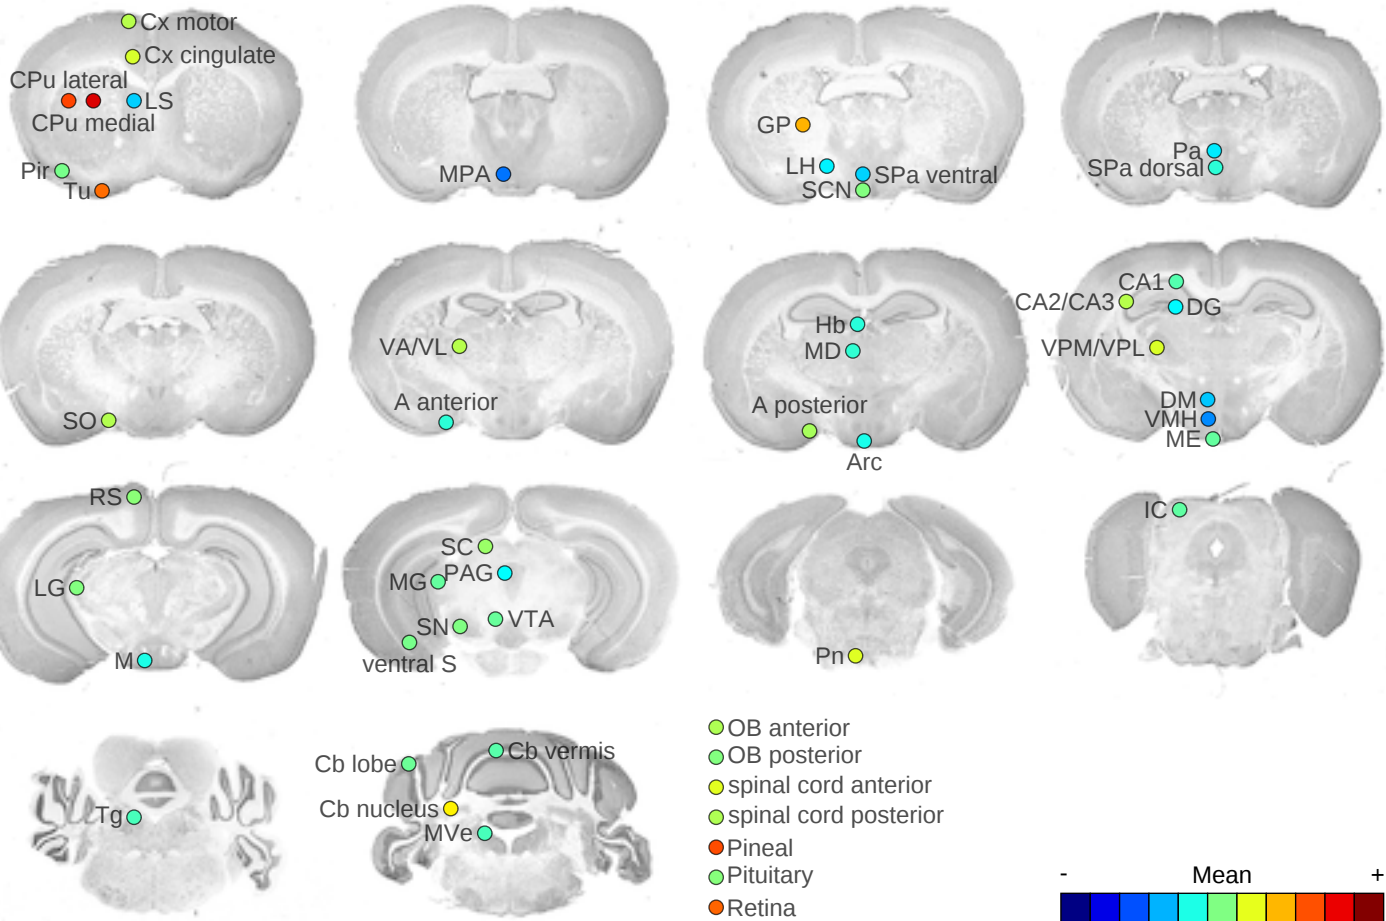 Cx motor
Cx cingulate
CPu lateral
LS
CPu medial
Pir
Tu
MPA
GP
LH
SPa ventral
SCN
Pa
SPa dorsal
SO
VA/VL
A anterior
Hb
MD
A posterior
Arc
CA1
CA2/CA3
DG
VPM/VPL
DM
VMH
ME
RS
LG
M
SC
MG PAG
SN VTA
ventral S
Pn
IC
Tg
Cb lobe
Cb vermis
Cb nucleus
MVe
OB anterior
OB posterior
spinal cord anterior
spinal cord posterior
Pineal
Pituitary
Retina
- Mean +